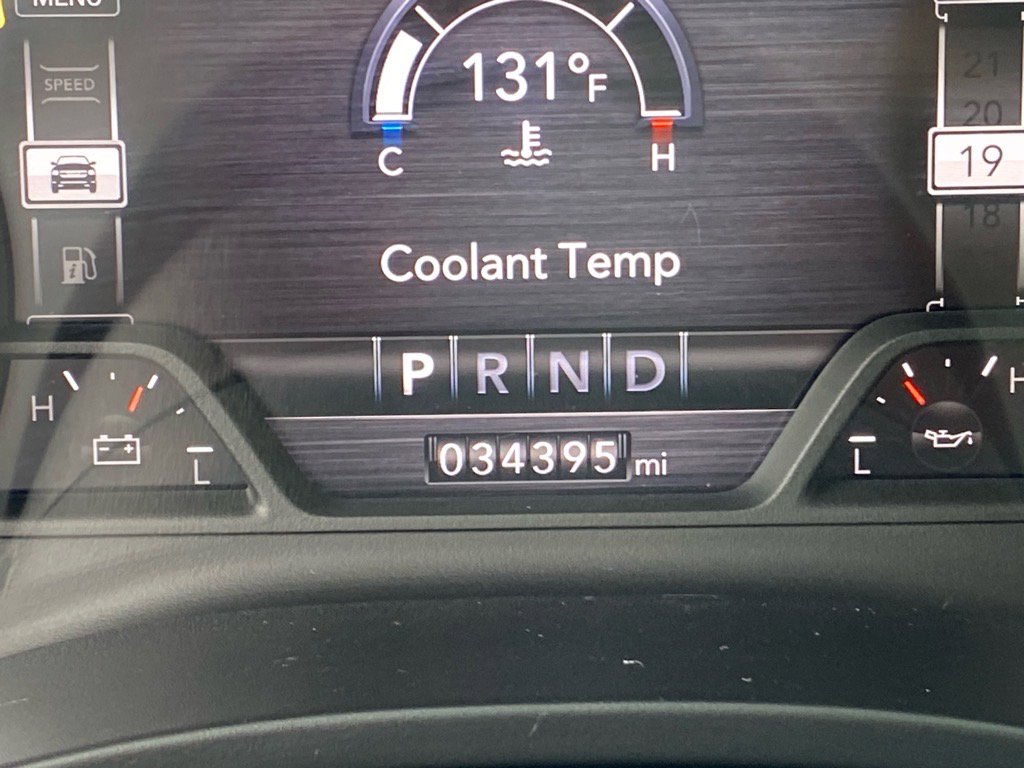 MENU
SPEED
131°F
C H
21
20
19
18
Coolant Temp
P R N D
H L
034395 mi
L H